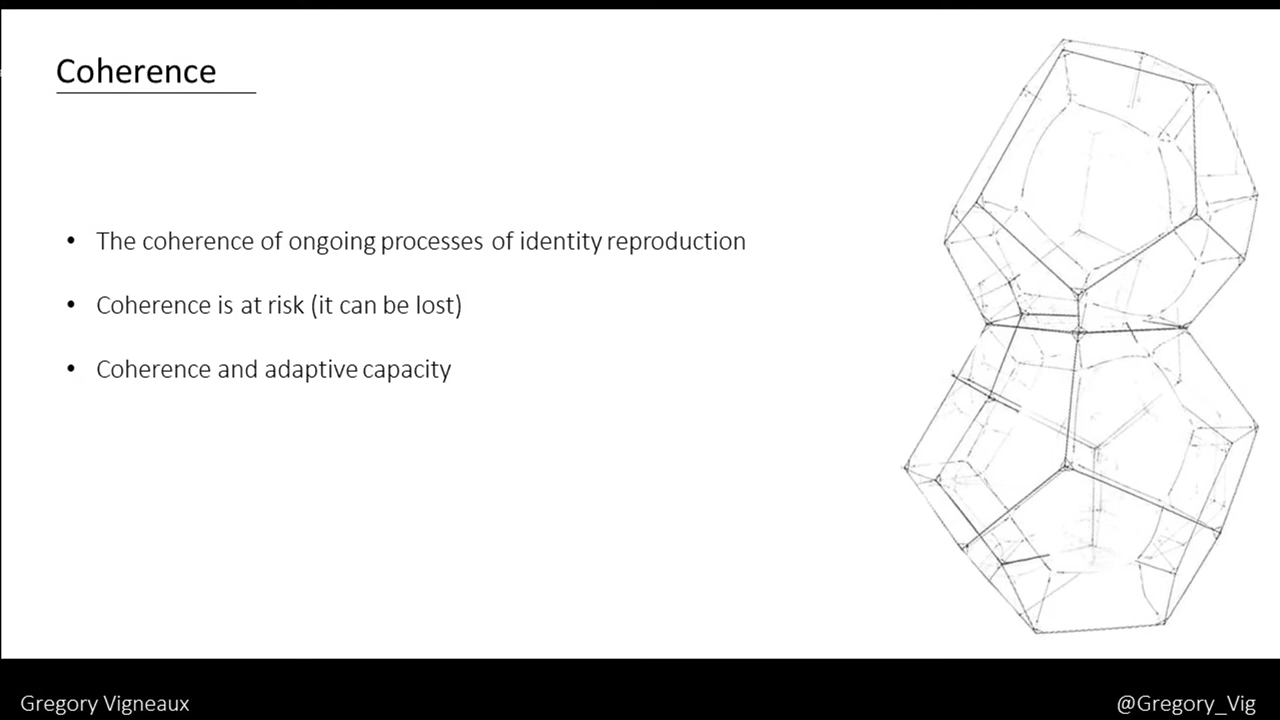 Coherence
• The coherence of ongoing processes of identity reproduction
• Coherence is at risk (it can be lost)
• Coherence and adaptive capacity
Gregory Vigneaux
@Gregory_Vig